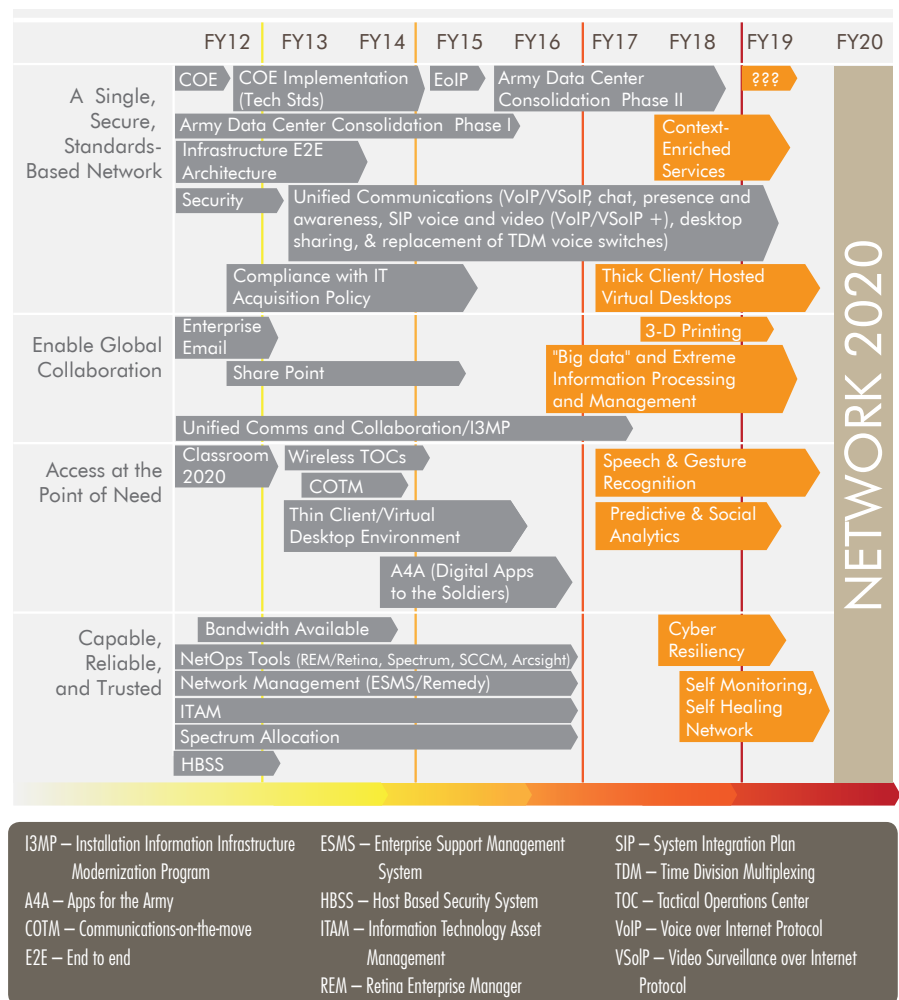 FY12 FY13 FY14 FY15 FY16 FY17 FY18 FY19 FY20
A Single,
Secure,
Standards-
Based Network
COE
COE Implementation
(Tech Stds)
EoIP
Army Data Center
Consolidation Phase II
???
Army Data Center Consolidation Phase I
Context-
Enriched
Services
Infrastructure E2E
Architecture
Security
Unified Communications (VoIP/VSoIP, chat, presence and
awareness, SIP voice and video (VoIP/VSoIP +), desktop
sharing, & replacement of TDM voice switches)
Compliance with IT
Acquisition Policy
Thick Client/ Hosted
Virtual Desktops
Enable Global
Collaboration
Enterprise
Email
3-D Printing
Share Point
"Big data" and Extreme
Information Processing
and Management
Unified Comms and Collaboration/I3MP
Access at the
Point of Need
Classroom
2020
Wireless TOCs
COTM
Speech & Gesture
Recognition
Thin Client/Virtual
Desktop Environment
Predictive & Social
Analytics
A4A (Digital Apps
to the Soldiers)
Capable,
Reliable,
and Trusted
Bandwidth Available
Cyber
Resiliency
NetOps Tools (REM/Retina, Spectrum, SCCM, Arcsight)
Network Management (ESMS/Remedy)
Self Monitoring,
Self Healing
Network
ITAM
Spectrum Allocation
HBSS
NETWORK 2020
I3MP – Installation Information Infrastructure
Modernization Program
A4A – Apps for the Army
COTM – Communications-on-the-move
E2E – End to end
ESMS – Enterprise Support Management
System
HBSS – Host Based Security System
ITAM – Information Technology Asset
Management
REM – Retina Enterprise Manager
SIP – System Integration Plan
TDM – Time Division Multiplexing
TOC – Tactical Operations Center
VoIP – Voice over Internet Protocol
VSoIP – Video Surveillance over Internet
Protocol